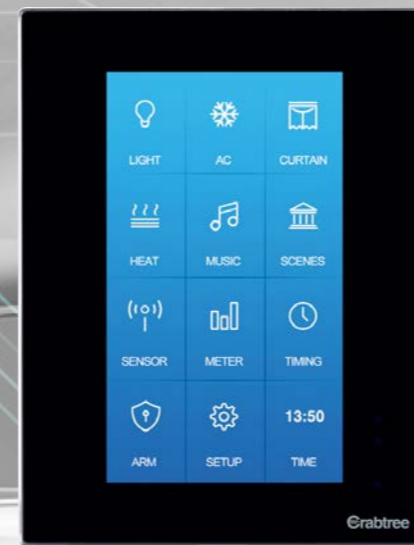 LIGHT AC CURTAIN
HEAT MUSIC SCENES
SENSOR METER TIMING
13:50
ARM SETUP TIME
Crabtree